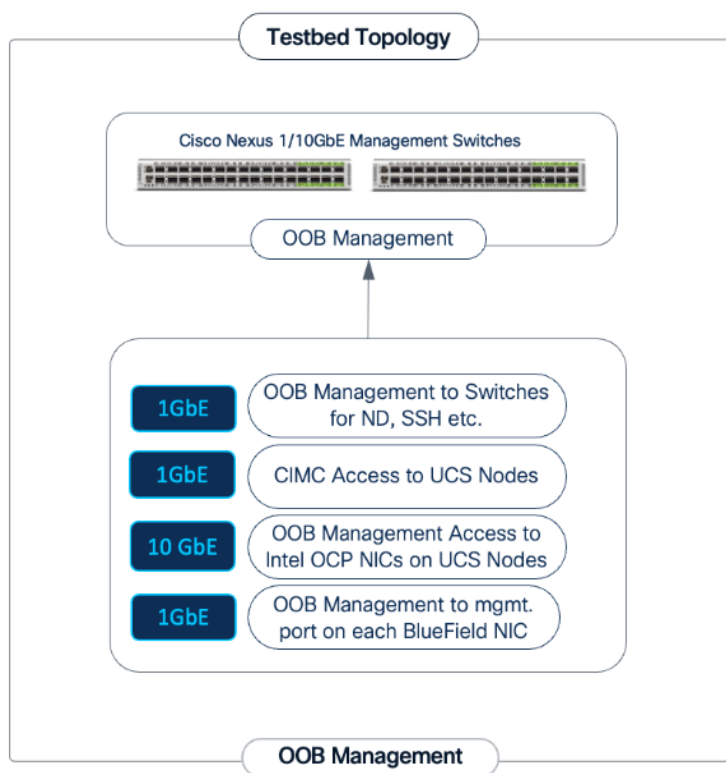 Testbed Topology
Cisco Nexus 1/10GbE Management Switches
OOB Management
1GbE
OOB Management to Switches
for ND, SSH etc.
1GbE
CIMC Access to UCS Nodes
10 GbE
OOB Management Access to
Intel OCP NICs on UCS Nodes
1GbE
OOB Management to mgmt.
port on each BlueField NIC
OOB Management